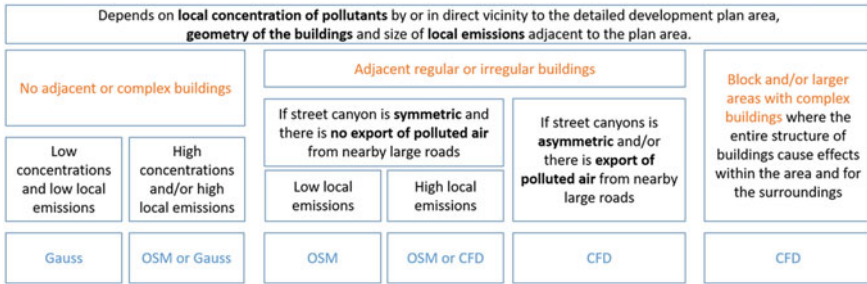 Depends on local concentration of pollutants by or in direct vicinity to the detailed development plan area,
geometry of the buildings and size of local emissions adjacent to the plan area.
No adjacent or complex buildings
Low
concentrations
and low local
emissions
High
concentrations
and/or high
local emissions
Gauss
OSM or Gauss
Adjacent regular or irregular buildings
If street canyon is symmetric and
there is no export of polluted air
from nearby large roads
Low local
emissions
High local
emissions
OSM
OSM or CFD
If street canyons is
asymmetric and/or
there is export of
polluted air from nearby
large roads
CFD
Block and/or larger
areas with complex
buildings where the
entire structure of
buildings cause effects
within the area and for
the surroundings
CFD